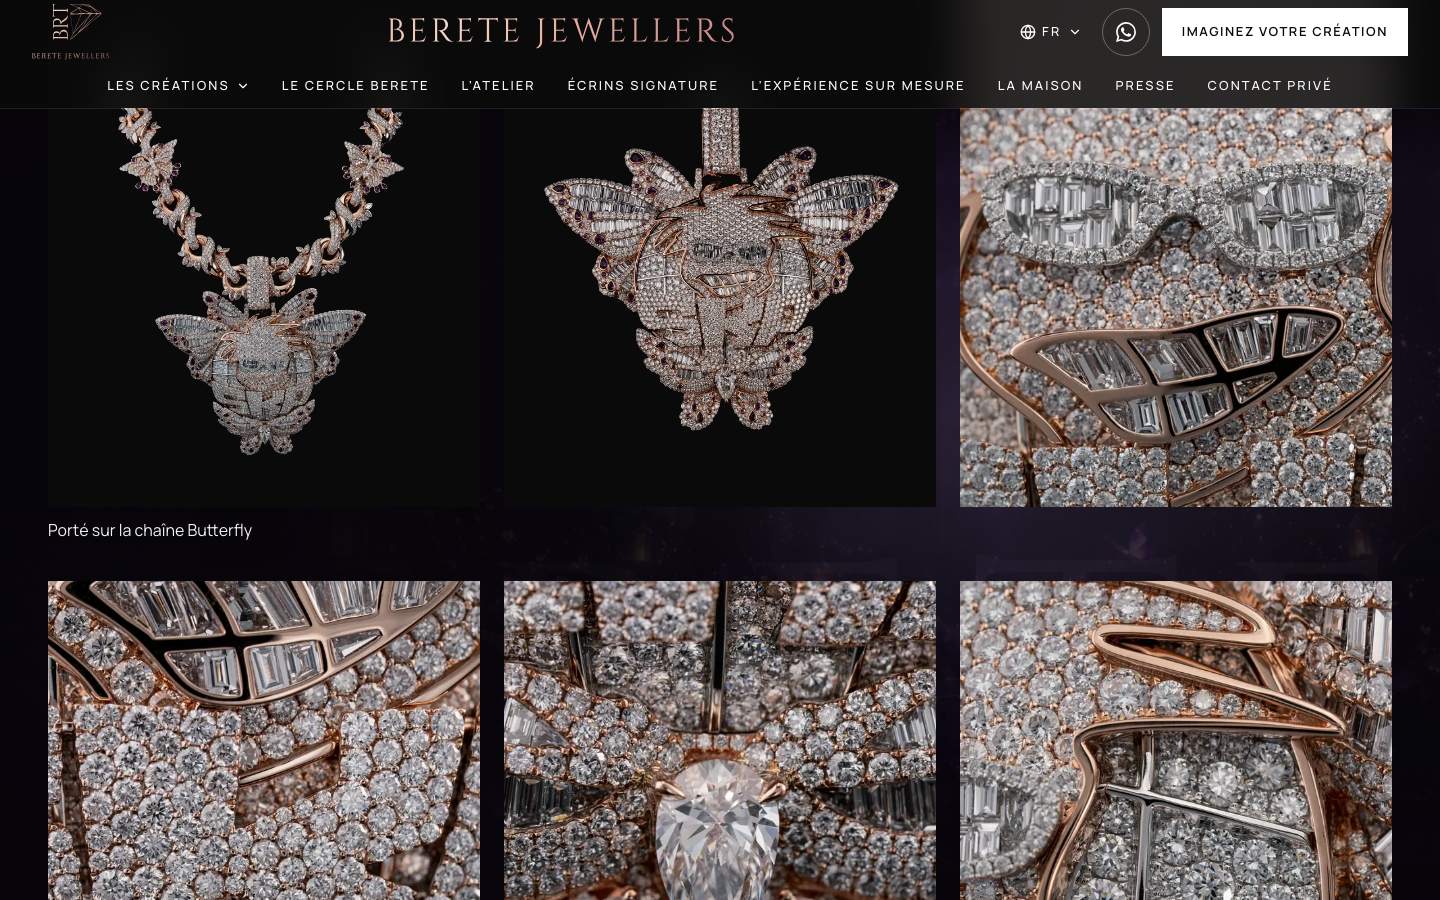 BRT
BERETE JEWELLERS
BERETE JEWELLERS
FR
IMAGINEZ VOTRE CRÉATION
LES CRÉATIONS
LE CERCLE BERETE
L'ATELIER
ÉCRINS SIGNATURE
L'EXPÉRIENCE SUR MESURE
LA MAISON
PRESSE
CONTACT PRIVÉ
Porté sur la chaîne Butterfly